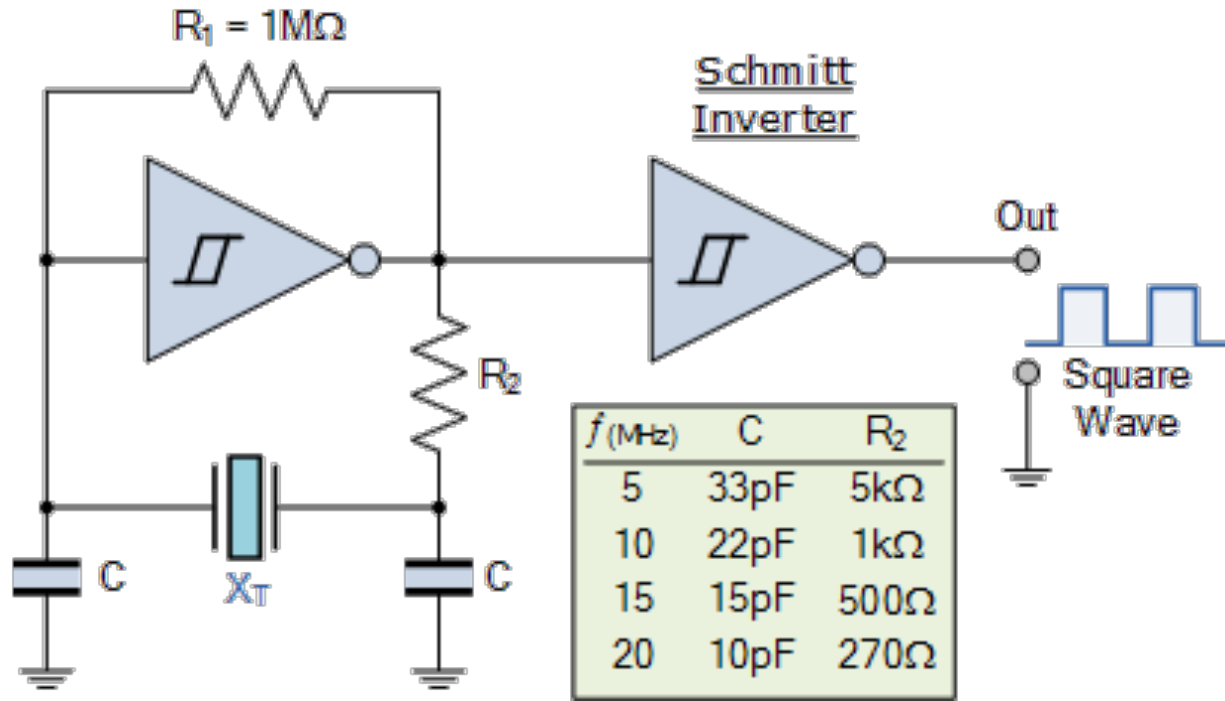 R₁ = 1MΩ
Schmitt
Inverter
Out
R₂
Square
Wave
C
X_T
C
f(MHz) C R₂
5 33pF 5kΩ
10 22pF 1kΩ
15 15pF 500Ω
20 10pF 270Ω